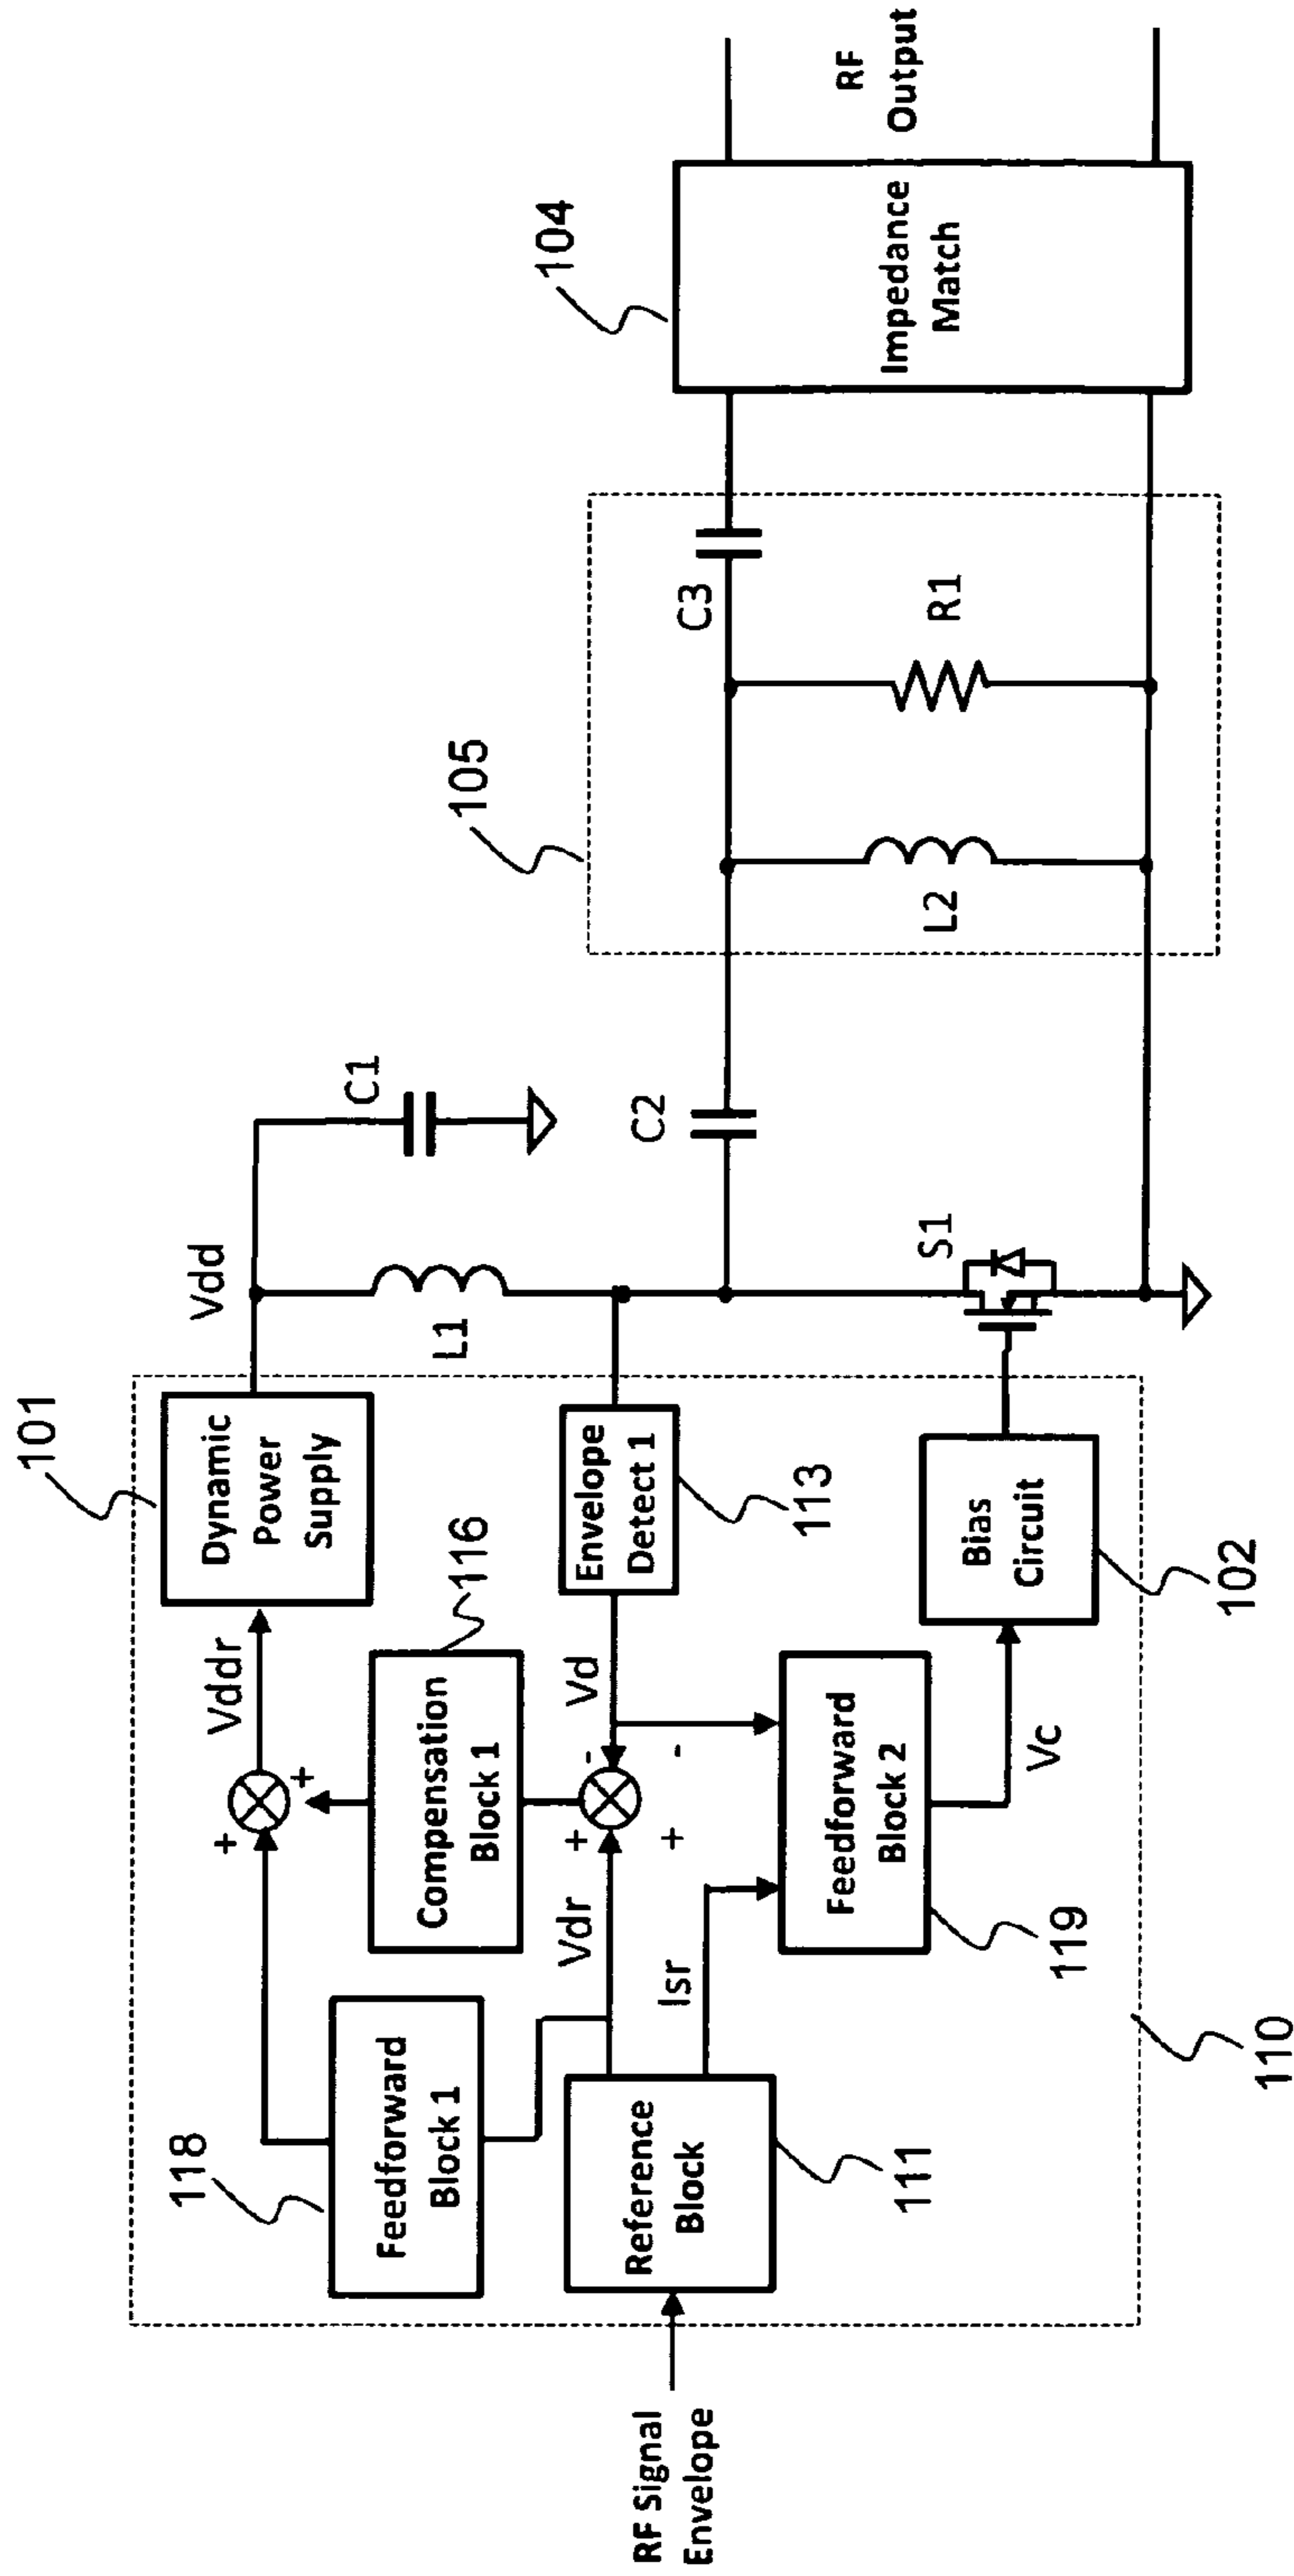 101
Dynamic
Power
Supply
Vdd
C1
Vddr
+
+
116
Compensation
Block 1
L1
118
Feedforward
Block 1
Envelope
Detect 1
113
Vd
-
-
Vdr
+
+
RF Signal
Envelope
Reference
Block
111
Isr
Feedforward
Block 2
119
Vc
Bias
Circuit
102
110
S1
C2
105
L2
R1
C3
104
Impedance
Match
RF
Output